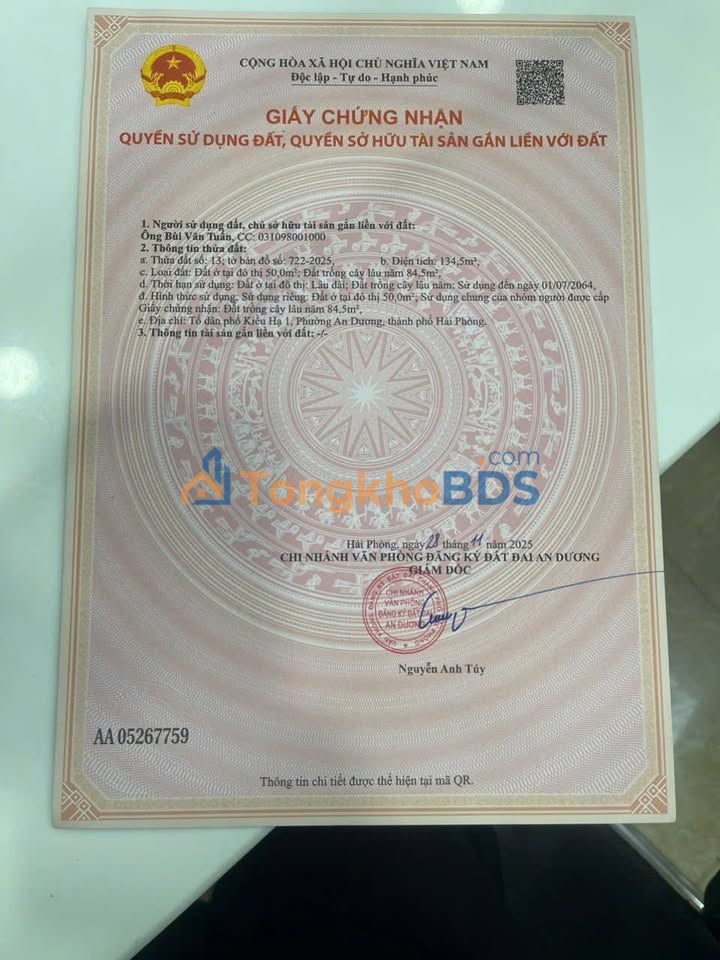 CỘNG HÒA XÃ HỘI CHỦ NGHĨA VIỆT NAM
Độc lập - Tự do - Hạnh phúc
GIẤY CHỨNG NHẬN
QUYỀN SỬ DỤNG ĐẤT, QUYỀN SỞ HỮU TÀI SẢN GẮN LIỀN VỚI ĐẤT
1. Người sử dụng đất, chủ sở hữu tài sản gắn liền với đất:
Ông Bùi Văn Tuấn, CC: 031098001000
2. Thông tin thửa đất:
a. Thửa đất số: 13; tờ bản đồ số: 722-2025, b. Diện tích: 134,5m²,
c. Loại đất: Đất ở tại đô thị 50,0m²; Đất trồng cây lâu năm 84,5m²,
d. Thời hạn sử dụng: Đất ở tại đô thị: Lâu dài; Đất trồng cây lâu năm: Sử dụng đến ngày 01/07/2064,
đ. Hình thức sử dụng: Sử dụng riêng: Đất ở tại đô thị 50,0m²; Sử dụng chung của nhóm người được cấp
Giấy chứng nhận: Đất trồng cây lâu năm 84,5m²,
e. Địa chỉ: Tổ dân phố Kiều Hạ 1, Phường An Dương, thành phố Hải Phòng.
3. Thông tin tài sản gắn liền với đất: -/-
TongkhoBDS.com
Hải Phòng, ngày 28 tháng 11 năm 2025
CHI NHÁNH VĂN PHÒNG ĐĂNG KÝ ĐẤT ĐAI AN DƯƠNG
GIÁM ĐỐC
CHI NHÁNH
VĂN PHÒNG
ĐĂNG KÝ ĐẤT ĐAI
AN DƯƠNG
Nguyễn Anh Túy
AA 05267759
Thông tin chi tiết được thể hiện tại mã QR.